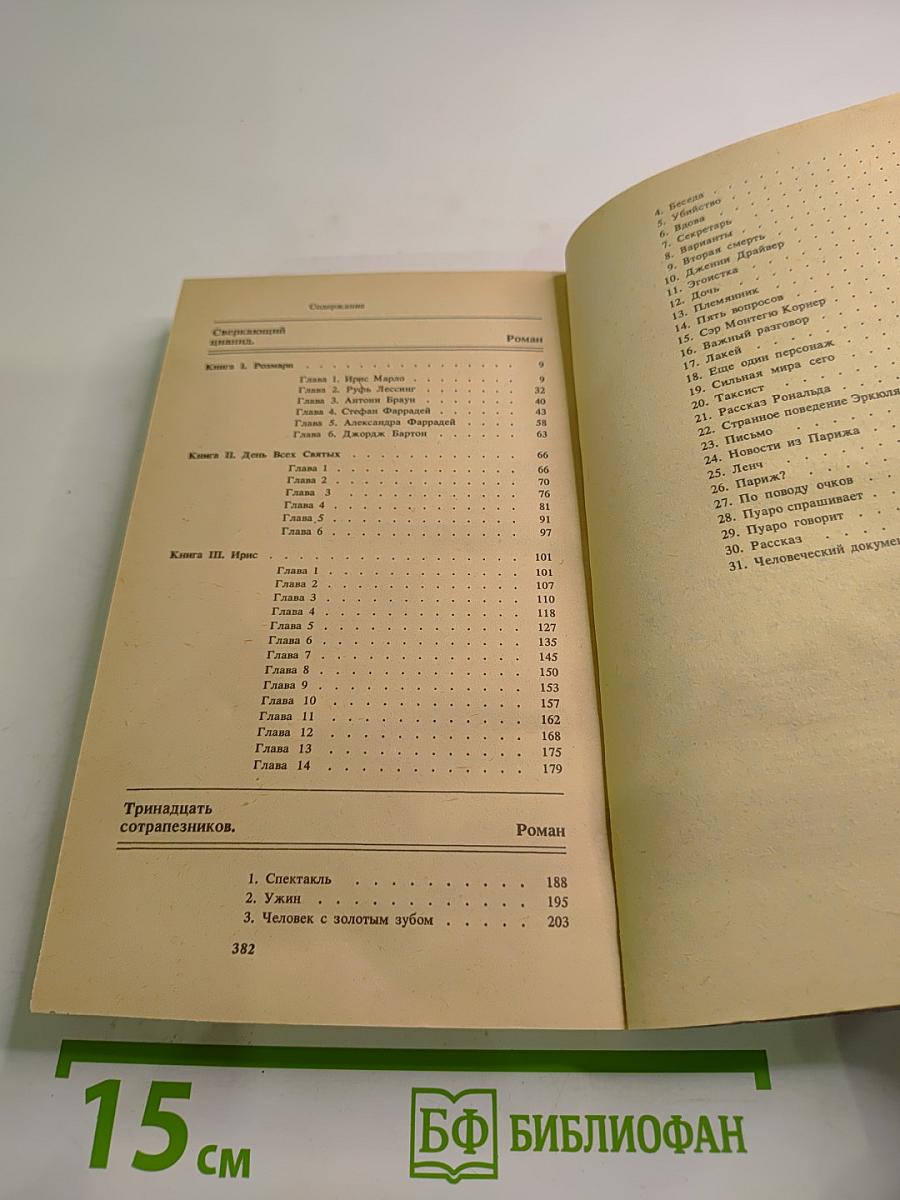 Содержание
Сверкающий
цианид. Роман
Книга I. Розмари . . . . . . . . . . . . . 9
Глава 1. Ирис Марло . . . . . . . 9
Глава 2. Руфь Лессинг . . . . . . 32
Глава 3. Антони Браун . . . . . . 40
Глава 4. Стефан Фаррадей . . . . . 43
Глава 5. Александра Фаррадей . . . . 58
Глава 6. Джордж Бартон . . . . . . 63
Книга II. День Всех Святых . . . . . . . . . . 66
Глава 1 . . . . . . . . . . . 66
Глава 2 . . . . . . . . . . . 70
Глава 3 . . . . . . . . . . . 76
Глава 4 . . . . . . . . . . . 81
Глава 5 . . . . . . . . . . . 91
Глава 6 . . . . . . . . . . . 97
Книга III. Ирис . . . . . . . . . . . . . . 101
Глава 1 . . . . . . . . . . . 101
Глава 2 . . . . . . . . . . . 107
Глава 3 . . . . . . . . . . . 110
Глава 4 . . . . . . . . . . . 118
Глава 5 . . . . . . . . . . . 127
Глава 6 . . . . . . . . . . . 135
Глава 7 . . . . . . . . . . . 145
Глава 8 . . . . . . . . . . . 150
Глава 9 . . . . . . . . . . . 153
Глава 10 . . . . . . . . . . . 157
Глава 11 . . . . . . . . . . . 162
Глава 12 . . . . . . . . . . . 168
Глава 13 . . . . . . . . . . . 175
Глава 14 . . . . . . . . . . . 179
Тринадцать
сотрапезников. Роман
1. Спектакль . . . . . . . . . . 188
2. Ужин . . . . . . . . . . . . 195
3. Человек с золотым зубом . . . . . 203
382
4. Беседа
5. Убийство
6. Вдова
7. Секретарь
8. Варианты
9. Вторая смерть
10. Дженни Драйвер
11. Эгоистка
12. Дочь
13. Племянник
14. Пять вопросов
15. Сэр Монтегю Корнер
16. Важный разговор
17. Лакей
18. Еще один персонаж
19. Сильная мира сего
20. Таксист
21. Рассказ Рональда
22. Странное поведение Эркюля
23. Письмо
24. Новости из Парижа
25. Ленч
26. Париж?
27. По поводу очков
28. Пуаро спрашивает
29. Пуаро говорит
30. Рассказ
31. Человеческий докумен
15 см
БФ БИБЛИОФАН